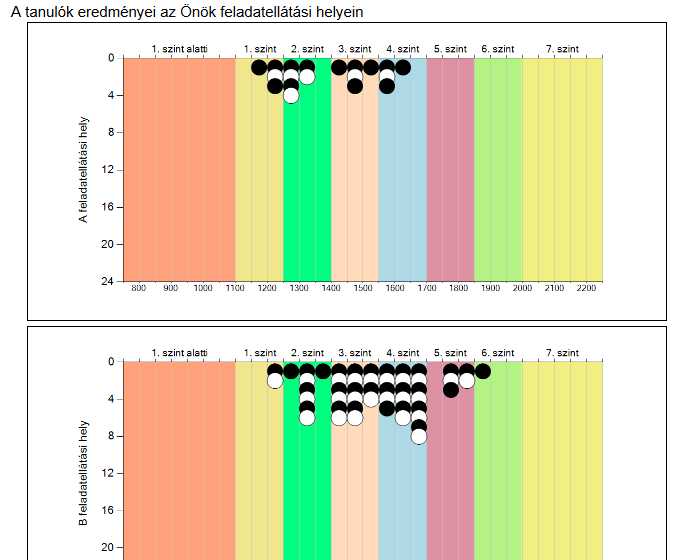 A tanulók eredményei az Önök feladatellátási helyein
1. szint alatti 1. szint 2. szint 3. szint 4. szint 5. szint 6. szint 7. szint
0
4
8
12
16
20
24
A feladatellátási hely
800 900 1000 1100 1200 1300 1400 1500 1600 1700 1800 1900 2000 2100 2200
1. szint alatti 1. szint 2. szint 3. szint 4. szint 5. szint 6. szint 7. szint
0
4
8
12
16
20
B feladatellátási hely